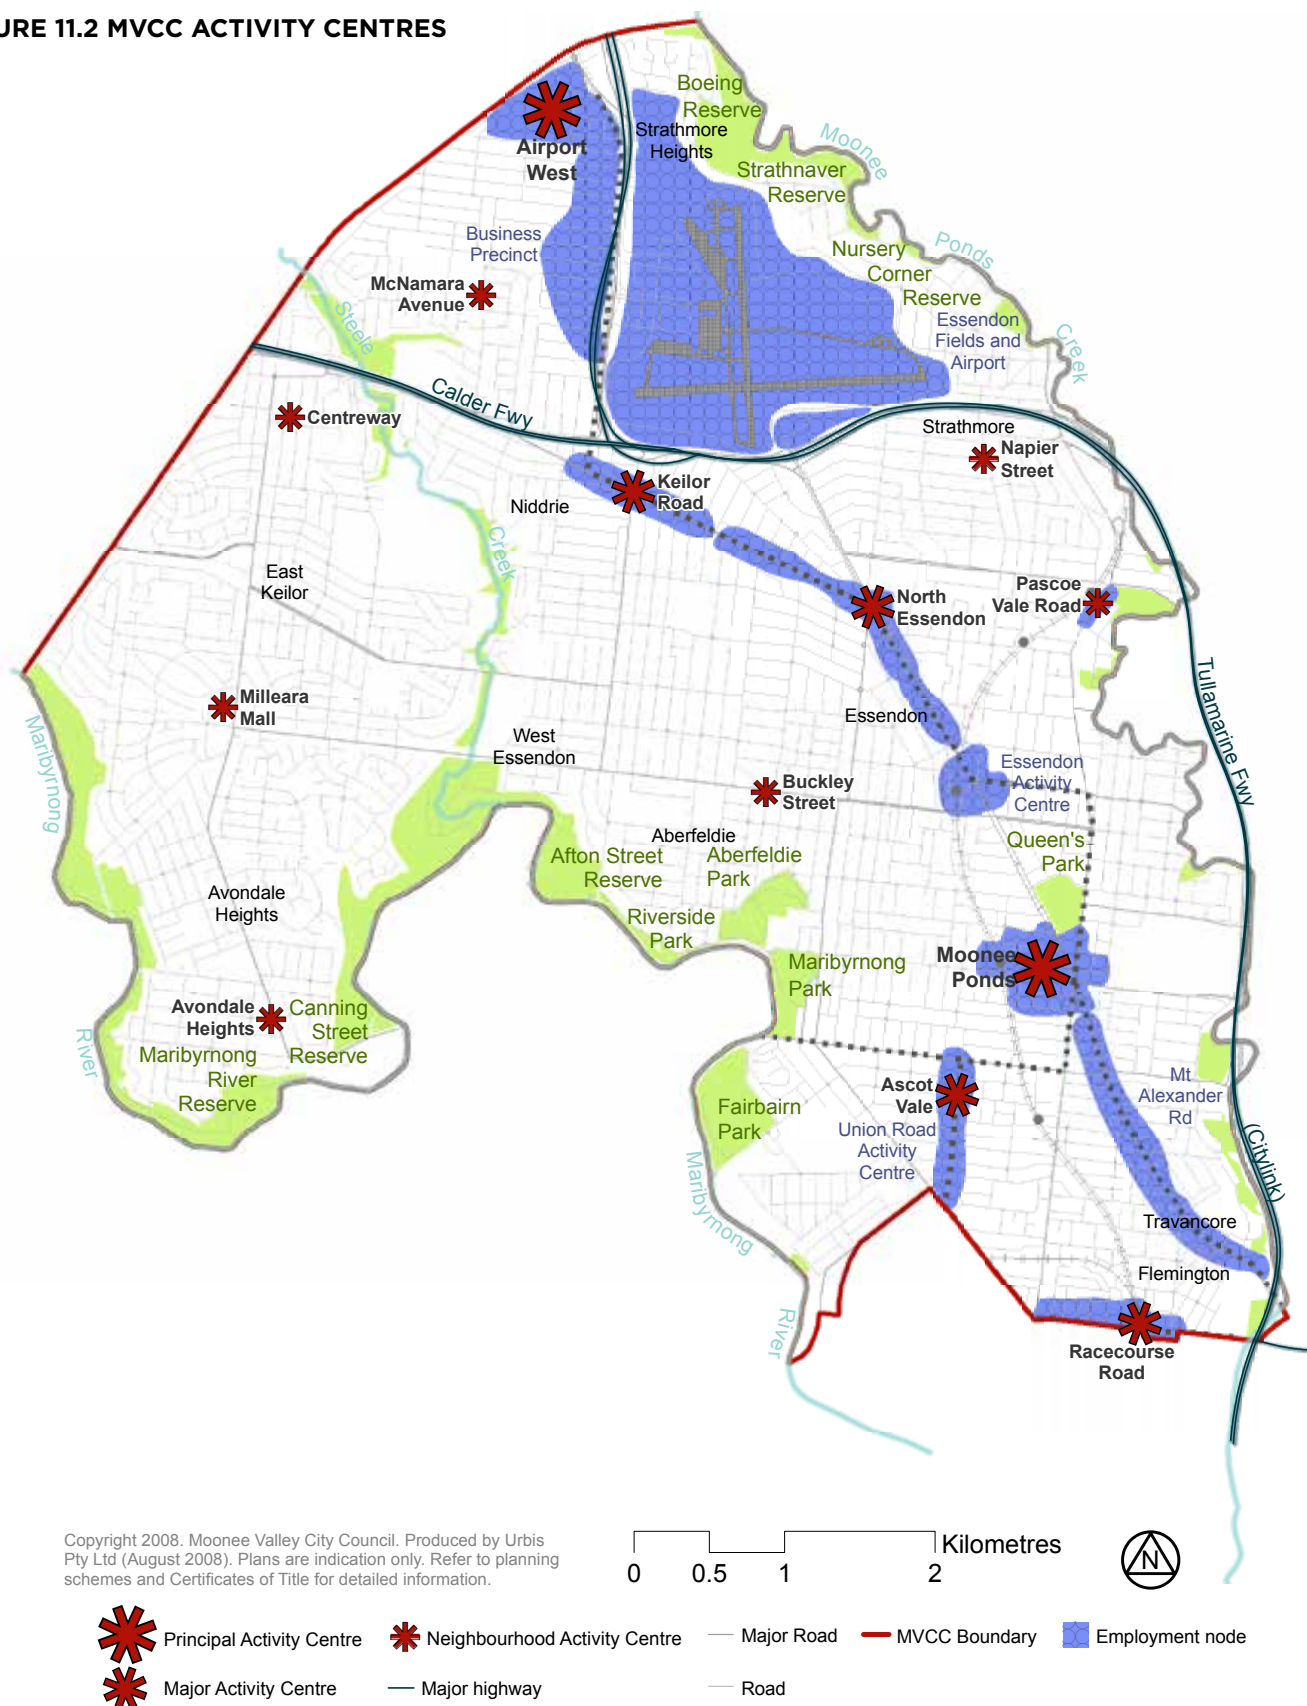 URE 11.2 MVCC ACTIVITY CENTRES
Boeing
Reserve
Moonee
Strathmore
Heights
Airport
West
Strathnaver
Reserve
Business
Precinct
Nursery
Corner
Reserve
Ponds
McNamara
Avenue
Steele
Essendon
Fields and
Airport
Creek
Calder Fwy
Centreway
Strathmore
Napier
Street
Keilor
Road
Niddrie
Creek
East
Keilor
North
Essendon
Pascoe
Vale Road
Tullamarine Fwy
Milleara
Mall
Maribyrnong
Essendon
West
Essendon
Essendon
Activity
Centre
Buckley
Street
Aberfeldie
Queen's
Park
Afton Street
Reserve
Aberfeldie
Park
Avondale
Heights
Riverside
Park
Moonee
Ponds
Maribyrnong
Park
Avondale
Heights
Canning
Street
Reserve
River
Maribyrnong
River
Reserve
Ascot
Vale
Mt
Alexander
Rd
Fairbairn
Park
Union Road
Activity
Centre
(Citylink)
Maribyrnong
Travancore
Flemington
River
Racecourse
Road
Copyright 2008. Moonee Valley City Council. Produced by Urbis
Pty Ltd (August 2008). Plans are indication only. Refer to planning
schemes and Certificates of Title for detailed information.
Kilometres
0 0.5 1 2
N
Principal Activity Centre
Neighbourhood Activity Centre
Major Road
MVCC Boundary
Employment node
Major Activity Centre
Major highway
Road